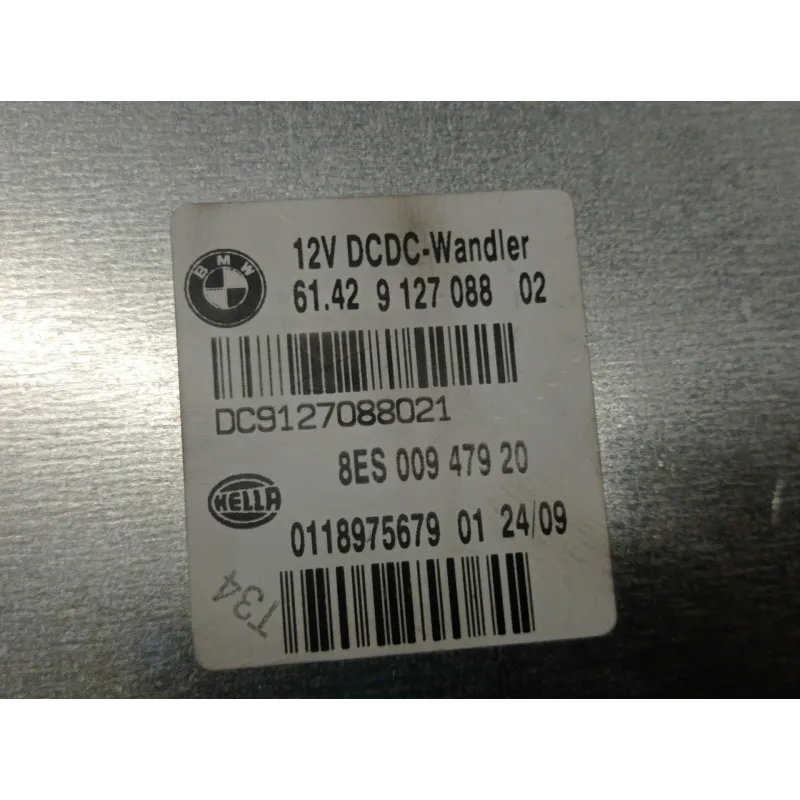 12V DCDC-Wandler
BMW
61.42 9 127 088 02
DC9127088021
8ES 009 479 20
HELLA
0118975679 01 24/09
T34